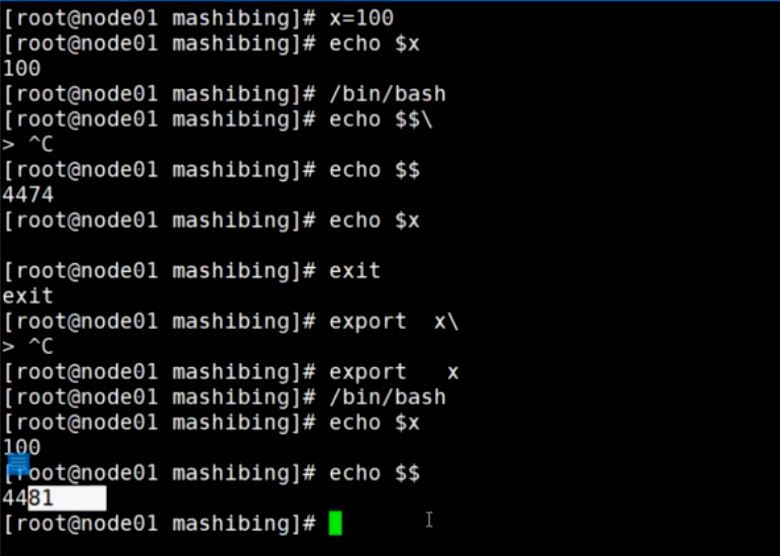 [root@node01 mashibing]# x=100
[root@node01 mashibing]# echo $x
100
[root@node01 mashibing]# /bin/bash
[root@node01 mashibing]# echo $$\
> ^C
[root@node01 mashibing]# echo $$
4474
[root@node01 mashibing]# echo $x
[root@node01 mashibing]# exit
exit
[root@node01 mashibing]# export  x\
> ^C
[root@node01 mashibing]# export   x
[root@node01 mashibing]# /bin/bash
[root@node01 mashibing]# echo $x
100
[root@node01 mashibing]# echo $$
4481
[root@node01 mashibing]#